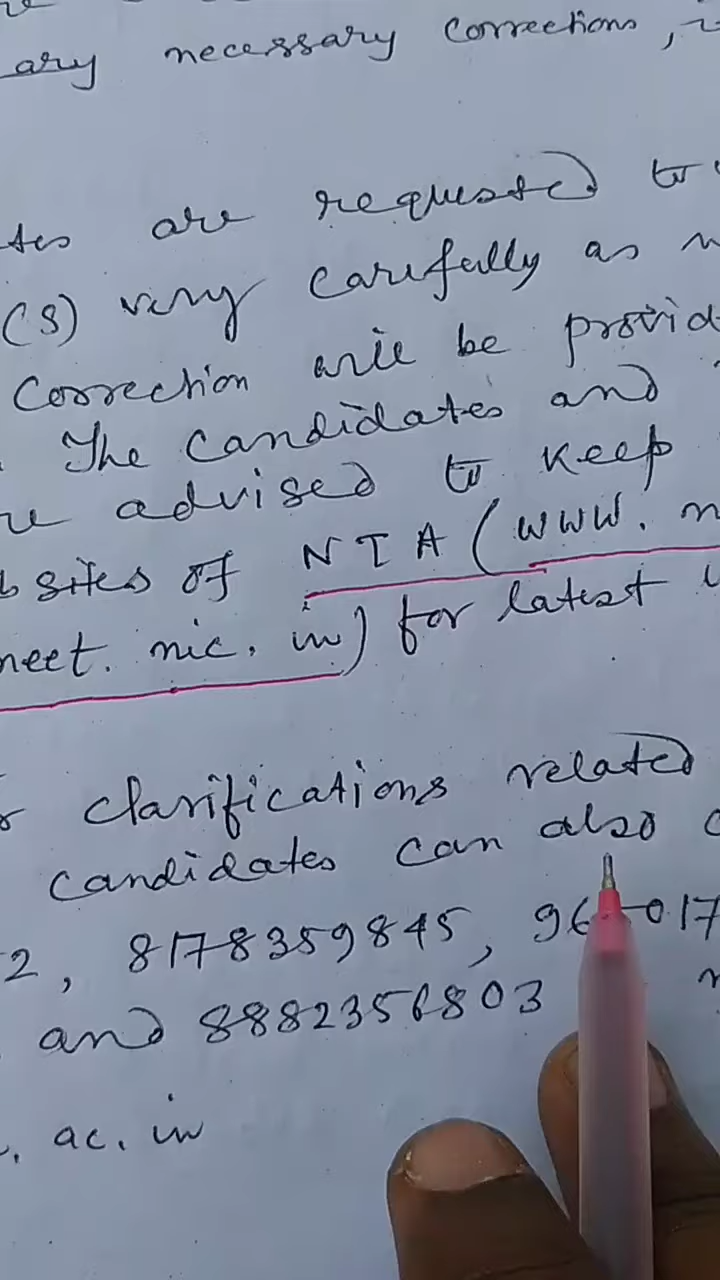 ary necessary corrections,
are requested to
(s) very carefully as
correction will be provid
. The candidates and
advised to keep
sites of NTA (www. n
neet. nic. in) for latest u
clarifications related
candidates can also c
2, 8178359845, 96 017
and 8882356803
. ac. in